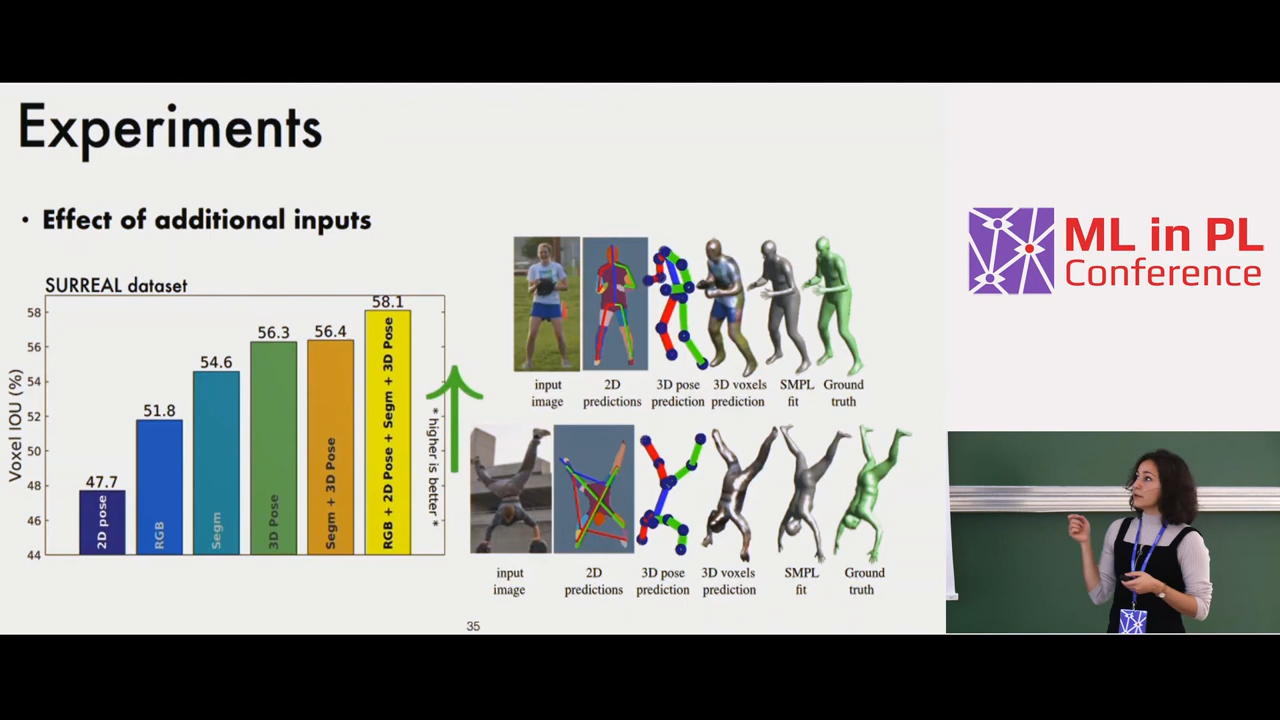 Experiments
• Effect of additional inputs
SURREAL dataset
Voxel IOU (%)
58
56
54
52
50
48
46
44
47.7
51.8
54.6
56.3
56.4
58.1
2D pose
RGB
Segm
3D Pose
Segm + 3D Pose
RGB + 2D Pose + Segm + 3D Pose
* higher is better *
input image
2D predictions
3D pose prediction
3D voxels prediction
SMPL fit
Ground truth
input image
2D predictions
3D pose prediction
3D voxels prediction
SMPL fit
Ground truth
35
ML in PL
Conference